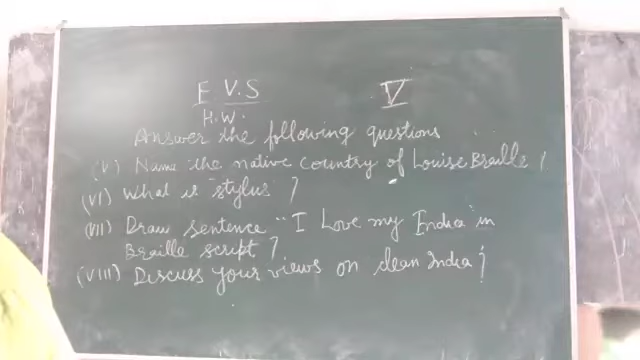 E V.S
V
H.W.
Answer the following questions
(V) Name the native country of Louise Braille /
(VI) What is stylus ?
(VII) Draw sentence "I Love my India" in
Braille script ?
(VIII) Discuss your views on clean India ?